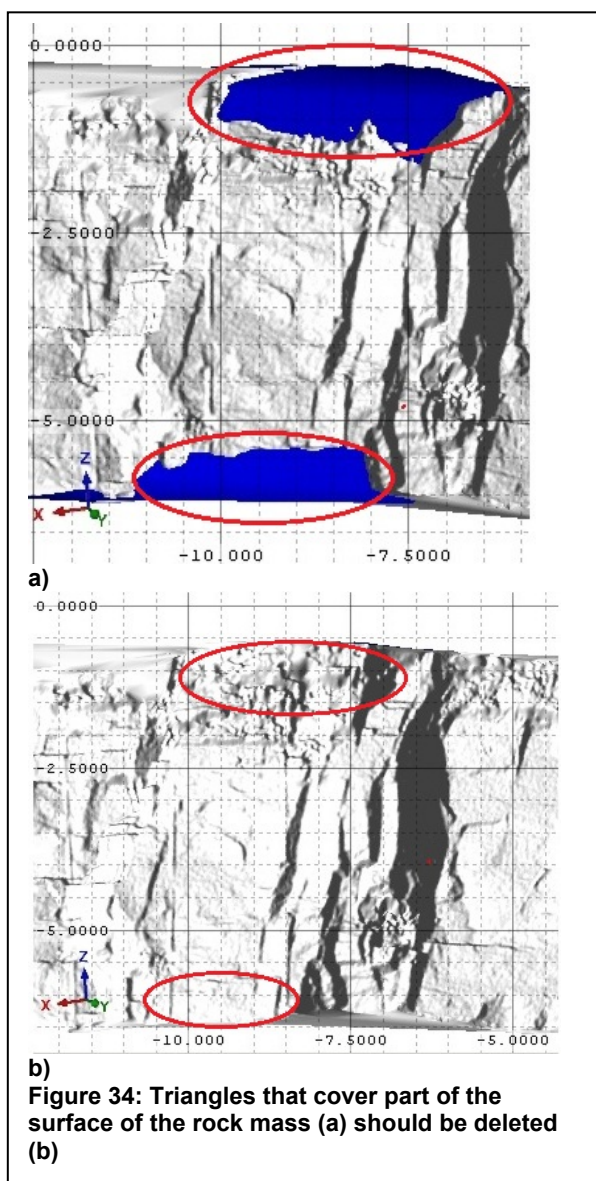 0.0000
-2.5000
-5.0000
Z
X
Y
-10.000
-7.5000
a)
0.0000
-2.5000
-5.0000
Z
X
Y
-10.000
-7.5000
-5.0000
b)
Figure 34: Triangles that cover part of the
surface of the rock mass (a) should be deleted
(b)